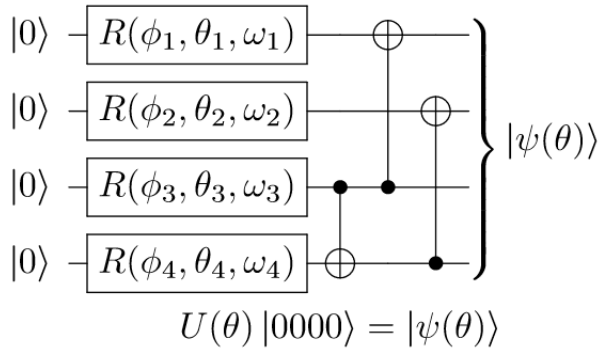 |0⟩ R(ϕ₁, θ₁, ω₁)
|0⟩ R(ϕ₂, θ₂, ω₂)
|ψ(θ)⟩
|0⟩ R(ϕ₃, θ₃, ω₃)
|0⟩ R(ϕ₄, θ₄, ω₄)
U(θ) |0000⟩ = |ψ(θ)⟩